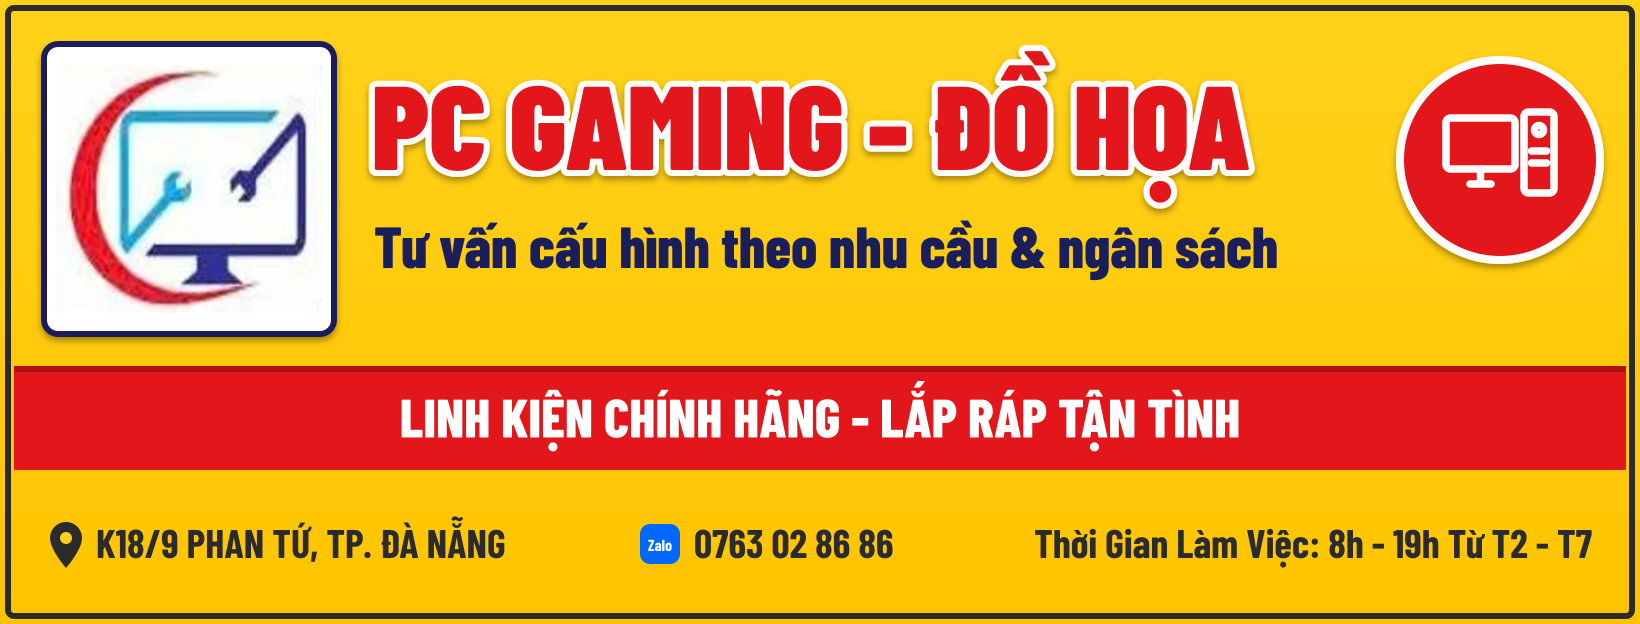 PC GAMING - ĐỒ HỌA
Tư vấn cấu hình theo nhu cầu & ngân sách
LINH KIỆN CHÍNH HÃNG - LẮP RÁP TẬN TÌNH
K18/9 PHAN TỨ, TP. ĐÀ NẴNG
Zalo 0763 02 86 86
Thời Gian Làm Việc: 8h - 19h Từ T2 - T7